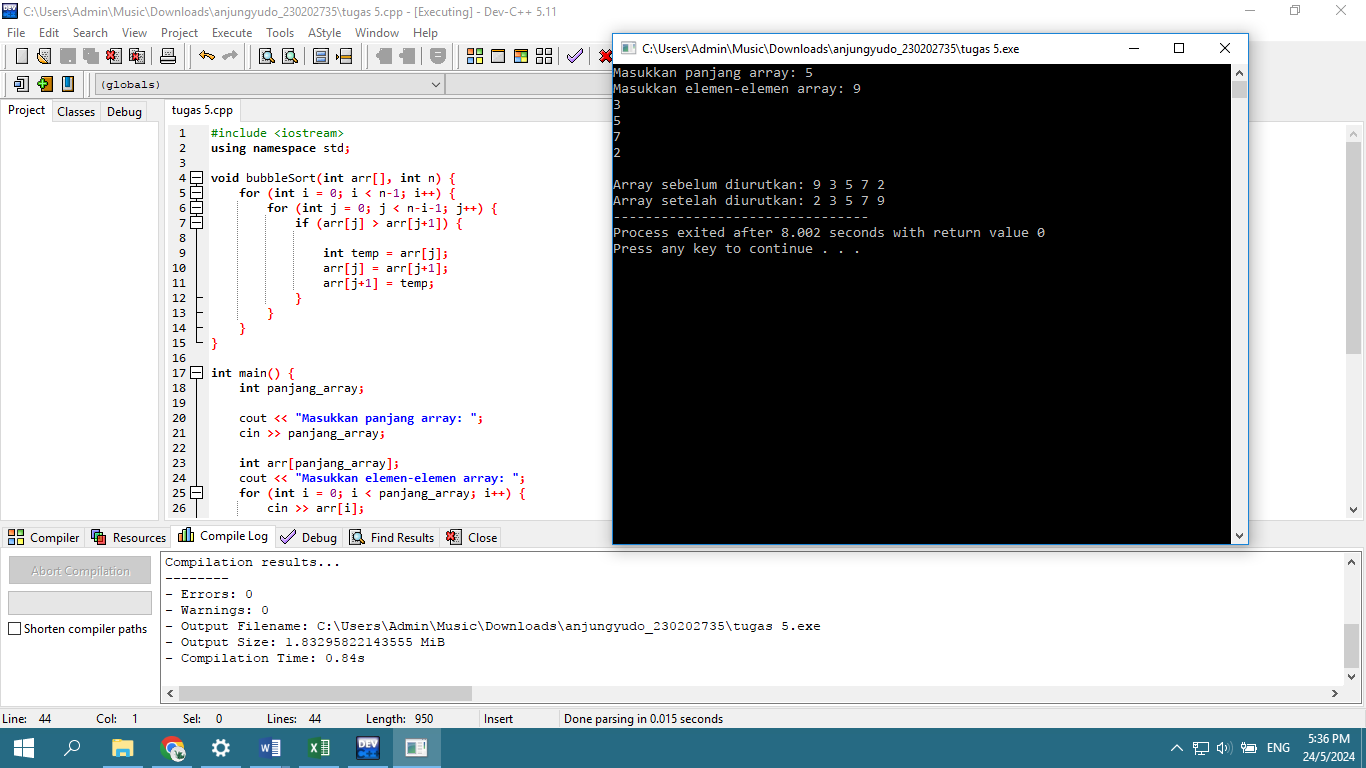 C:\Users\Admin\Music\Downloads\anjungyudo_230202735\tugas 5.cpp - [Executing] - Dev-C++ 5.11
File Edit Search View Project Execute Tools AStyle Window Help
(globals)
Project Classes Debug
tugas 5.cpp
1 #include <iostream>
2 using namespace std;
3
4 void bubbleSort(int arr[], int n) {
5 for (int i = 0; i < n-1; i++) {
6 for (int j = 0; j < n-i-1; j++) {
7 if (arr[j] > arr[j+1]) {
8
9 int temp = arr[j];
10 arr[j] = arr[j+1];
11 arr[j+1] = temp;
12 }
13 }
14 }
15 }
16
17 int main() {
18 int panjang_array;
19
20 cout << "Masukkan panjang array: ";
21 cin >> panjang_array;
22
23 int arr[panjang_array];
24 cout << "Masukkan elemen-elemen array: ";
25 for (int i = 0; i < panjang_array; i++) {
26 cin >> arr[i];
C:\Users\Admin\Music\Downloads\anjungyudo_230202735\tugas 5.exe
Masukkan panjang array: 5
Masukkan elemen-elemen array: 9
3
5
7
2
Array sebelum diurutkan: 9 3 5 7 2
Array setelah diurutkan: 2 3 5 7 9
--------------------------------
Process exited after 8.002 seconds with return value 0
Press any key to continue . . .
Compiler Resources Compile Log Debug Find Results Close
Abort Compilation
Shorten compiler paths
Compilation results...
--------
- Errors: 0
- Warnings: 0
- Output Filename: C:\Users\Admin\Music\Downloads\anjungyudo_230202735\tugas 5.exe
- Output Size: 1.83295822143555 MiB
- Compilation Time: 0.84s
Line: 44 Col: 1 Sel: 0 Lines: 44 Length: 950 Insert Done parsing in 0.015 seconds
DEV
ENG
5:36 PM
24/5/2024